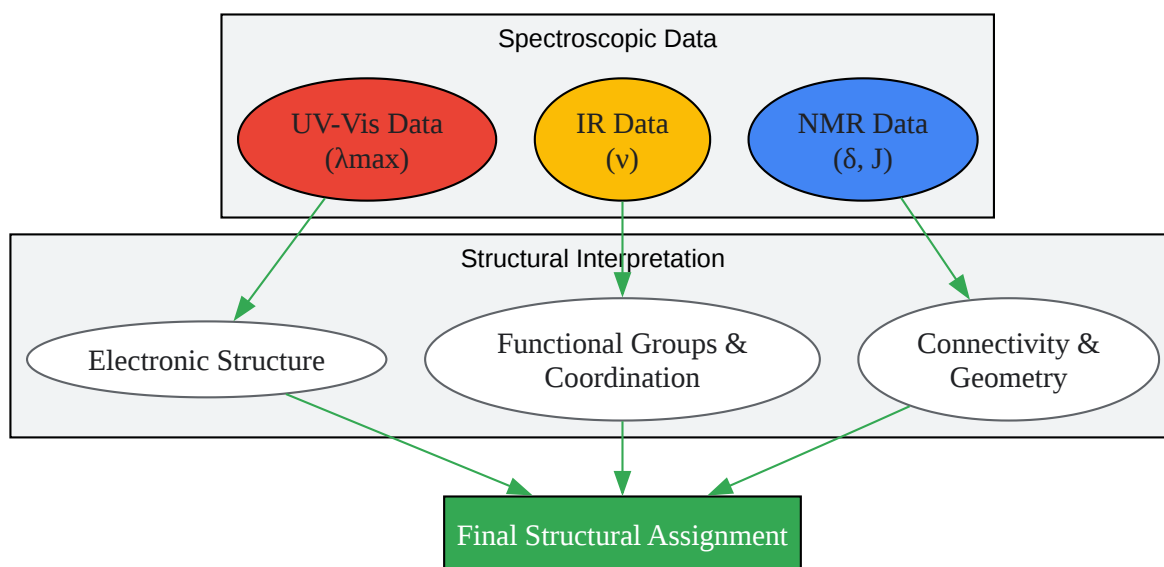 Spectroscopic Data
UV-Vis Data
(λmax)
IR Data
(ν)
NMR Data
(δ, J)
Structural Interpretation
Electronic Structure
Functional Groups &
Coordination
Connectivity &
Geometry
Final Structural Assignment